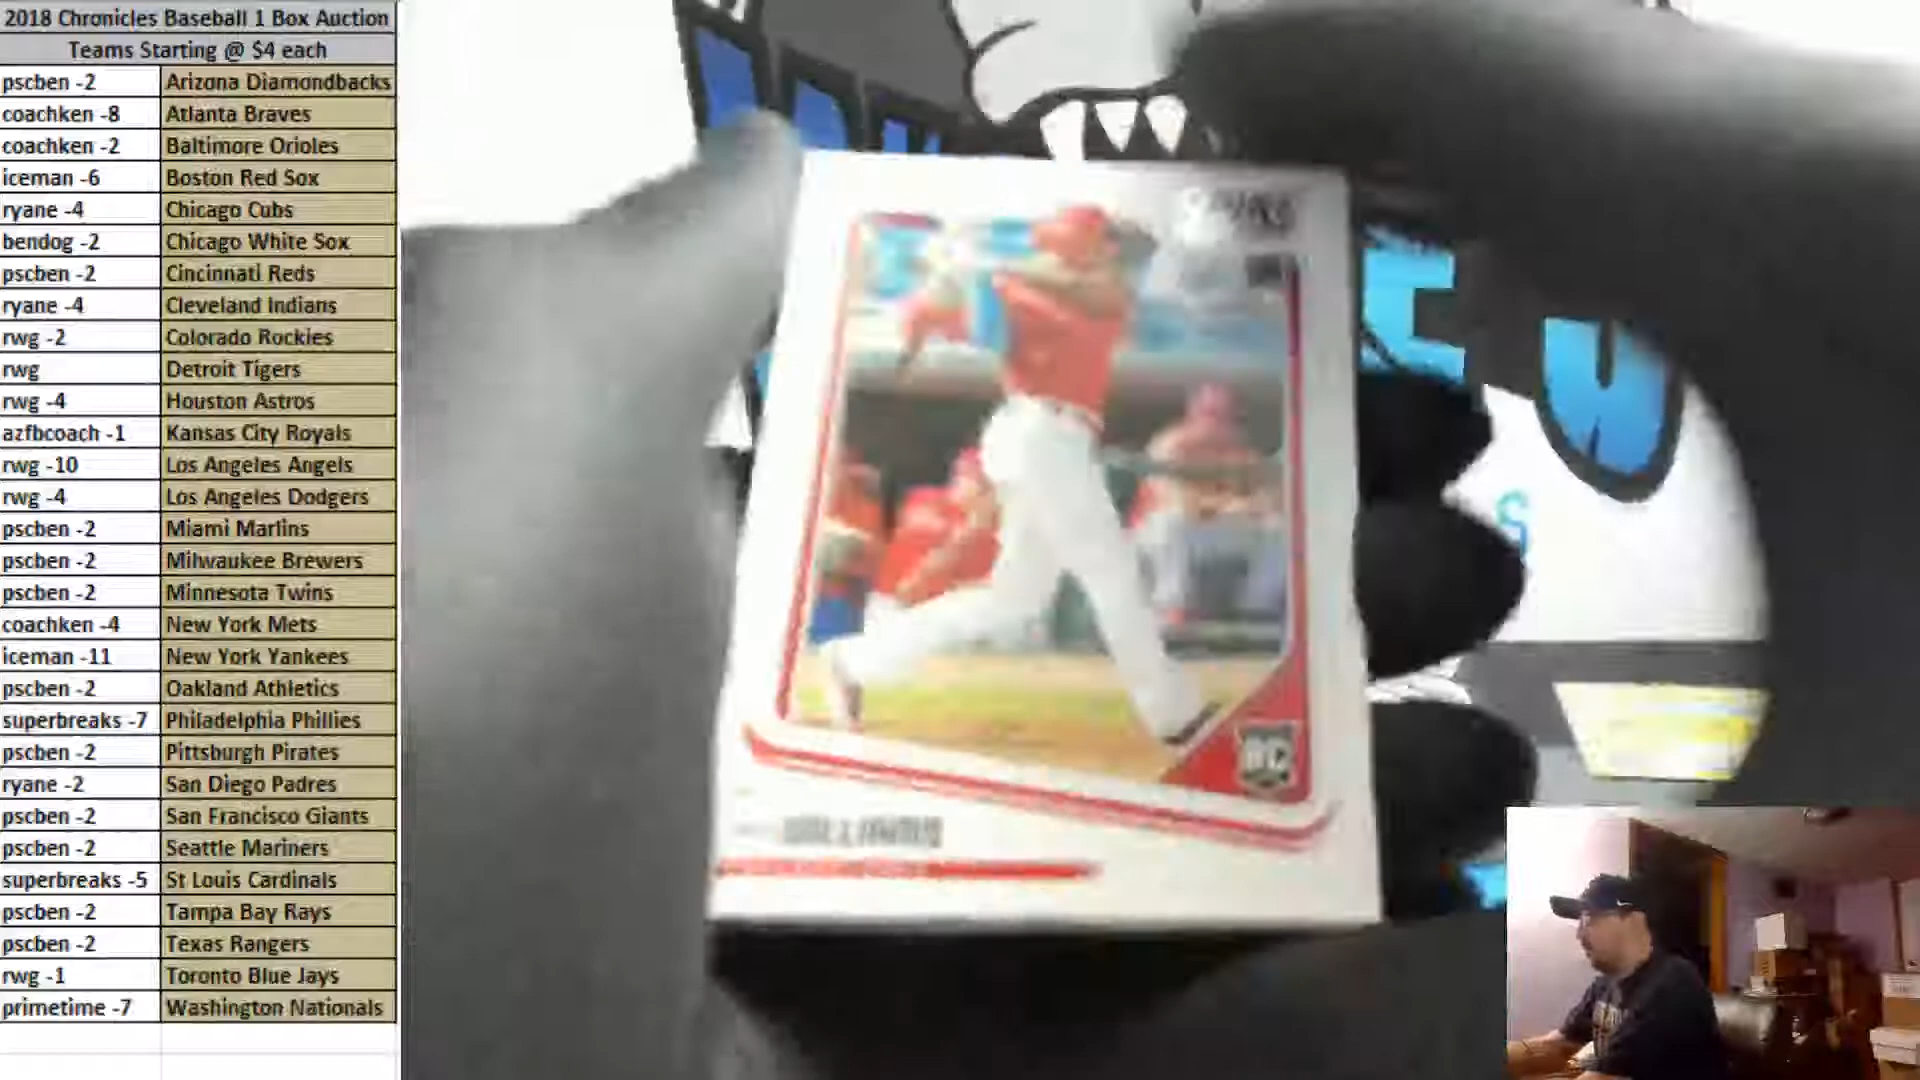 2018 Chronicles Baseball 1 Box Auction
Teams Starting @ $4 each
pscben -2 Arizona Diamondbacks
coachken -8 Atlanta Braves
coachken -2 Baltimore Orioles
iceman -6 Boston Red Sox
ryane -4 Chicago Cubs
bendog -2 Chicago White Sox
pscben -2 Cincinnati Reds
ryane -4 Cleveland Indians
rwg -2 Colorado Rockies
rwg Detroit Tigers
rwg -4 Houston Astros
azfbcoach -1 Kansas City Royals
rwg -10 Los Angeles Angels
rwg -4 Los Angeles Dodgers
pscben -2 Miami Marlins
pscben -2 Milwaukee Brewers
pscben -2 Minnesota Twins
coachken -4 New York Mets
iceman -11 New York Yankees
pscben -2 Oakland Athletics
superbreaks -7 Philadelphia Phillies
pscben -2 Pittsburgh Pirates
ryane -2 San Diego Padres
pscben -2 San Francisco Giants
pscben -2 Seattle Mariners
superbreaks -5 St Louis Cardinals
pscben -2 Tampa Bay Rays
pscben -2 Texas Rangers
rwg -1 Toronto Blue Jays
primetime -7 Washington Nationals
RC